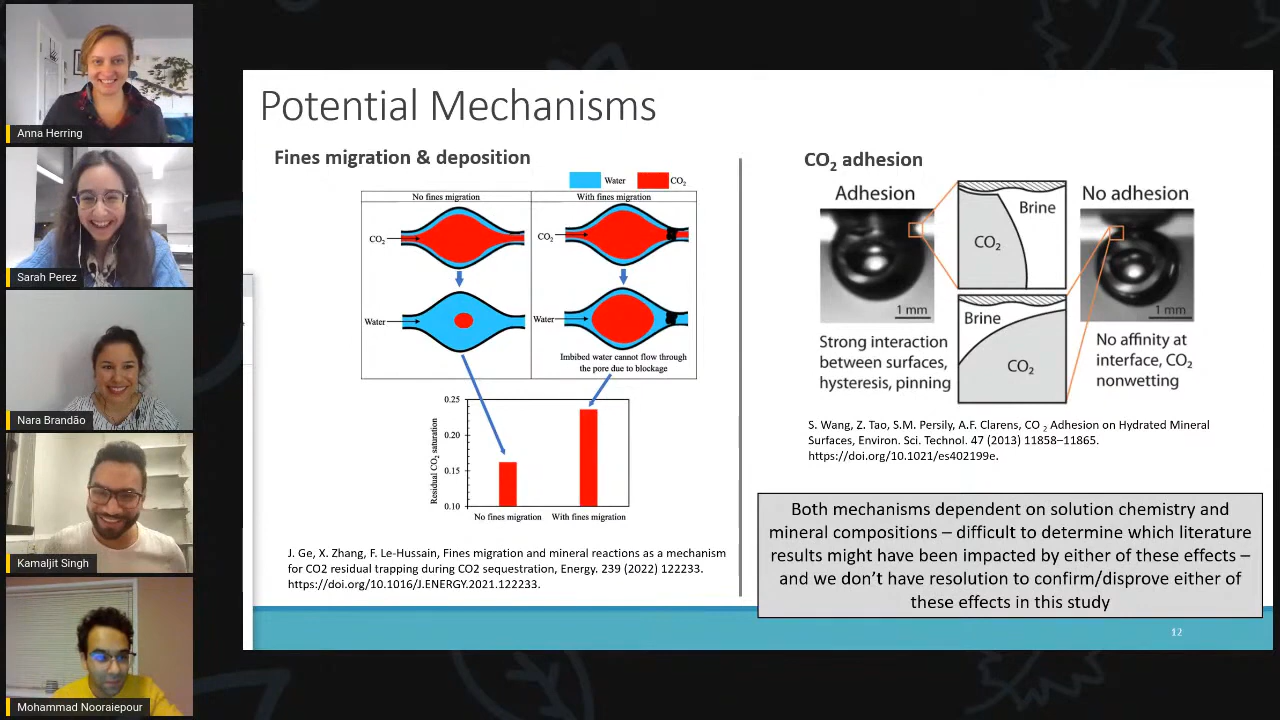 Anna Herring
Sarah Perez
Nara Brandão
Kamaljit Singh
Mohammad Nooraiepour
Potential Mechanisms
Fines migration & deposition
Water
CO₂
No fines migration
With fines migration
CO₂
CO₂
Water
Water
Imbibed water cannot flow through
the pore due to blockage
Residual CO₂ saturation
0.25
0.20
0.15
0.10
No fines migration
With fines migration
J. Ge, X. Zhang, F. Le-Hussain, Fines migration and mineral reactions as a mechanism
for CO2 residual trapping during CO2 sequestration, Energy. 239 (2022) 122233.
https://doi.org/10.1016/J.ENERGY.2021.122233.
CO₂ adhesion
Adhesion
No adhesion
Brine
CO₂
1 mm
1 mm
Brine
CO₂
Strong interaction
between surfaces,
hysteresis, pinning
No affinity at
interface, CO₂
nonwetting
S. Wang, Z. Tao, S.M. Persily, A.F. Clarens, CO ₂ Adhesion on Hydrated Mineral
Surfaces, Environ. Sci. Technol. 47 (2013) 11858–11865.
https://doi.org/10.1021/es402199e.
Both mechanisms dependent on solution chemistry and
mineral compositions – difficult to determine which literature
results might have been impacted by either of these effects –
and we don’t have resolution to confirm/disprove either of
these effects in this study
12